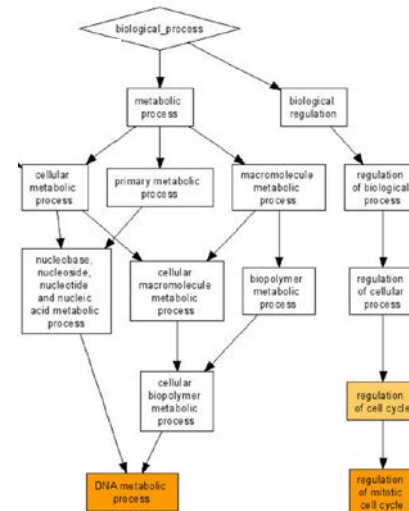 biological_process
metabolic
process
biological
regulation
cellular
metabolic
process
primary metabolic
process
macromolecule
metabolic
process
regulation
of biological
process
nucleobase,
nucleoside,
nucleotide
and nucleic
acid metabolic
process
cellular
macromolecule
metabolic
process
biopolymer
metabolic
process
regulation
of cellular
process
cellular
biopolymer
metabolic
process
regulation
of cell cycle
DNA metabolic
process
regulation
of mitotic
cell cycle